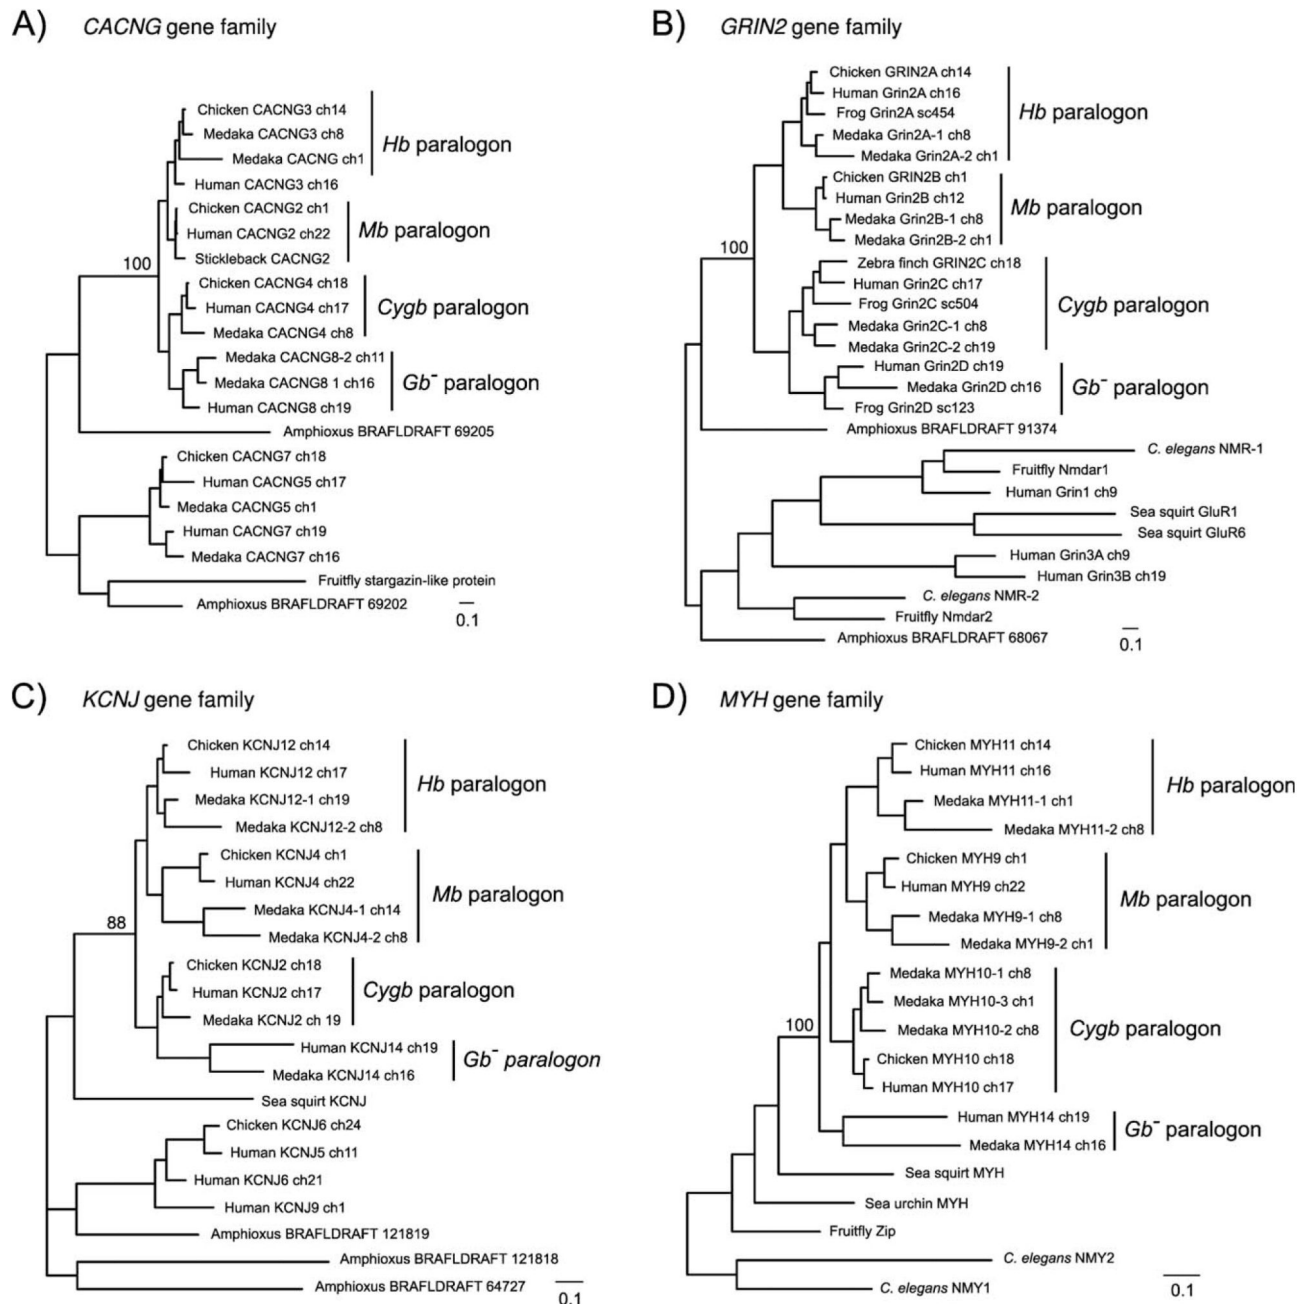 A) CACNG gene family
Chicken CACNG3 ch14
Medaka CACNG3 ch8
Medaka CACNG ch1
Human CACNG3 ch16
Hb paralogon
Chicken CACNG2 ch1
Human CACNG2 ch22
Stickleback CACNG2
Mb paralogon
100
Chicken CACNG4 ch18
Human CACNG4 ch17
Medaka CACNG4 ch8
Cygb paralogon
Medaka CACNG8-2 ch11
Medaka CACNG8 1 ch16
Human CACNG8 ch19
Gb⁻ paralogon
Amphioxus BRAFLDRAFT 69205
Chicken CACNG7 ch18
Human CACNG5 ch17
Medaka CACNG5 ch1
Human CACNG7 ch19
Medaka CACNG7 ch16
Fruitfly stargazin-like protein
Amphioxus BRAFLDRAFT 69202
0.1
B) GRIN2 gene family
Chicken GRIN2A ch14
Human Grin2A ch16
Frog Grin2A sc454
Medaka Grin2A-1 ch8
Medaka Grin2A-2 ch1
Hb paralogon
Chicken GRIN2B ch1
Human Grin2B ch12
Medaka Grin2B-1 ch8
Medaka Grin2B-2 ch1
Mb paralogon
100
Zebra finch GRIN2C ch18
Human Grin2C ch17
Frog Grin2C sc504
Medaka Grin2C-1 ch8
Medaka Grin2C-2 ch19
Cygb paralogon
Human Grin2D ch19
Medaka Grin2D ch16
Frog Grin2D sc123
Gb⁻ paralogon
Amphioxus BRAFLDRAFT 91374
C. elegans NMR-1
Fruitfly Nmdar1
Human Grin1 ch9
Sea squirt GluR1
Sea squirt GluR6
Human Grin3A ch9
Human Grin3B ch19
C. elegans NMR-2
Fruitfly Nmdar2
Amphioxus BRAFLDRAFT 68067
0.1
C) KCNJ gene family
Chicken KCNJ12 ch14
Human KCNJ12 ch17
Medaka KCNJ12-1 ch19
Medaka KCNJ12-2 ch8
Hb paralogon
Chicken KCNJ4 ch1
Human KCNJ4 ch22
Medaka KCNJ4-1 ch14
Medaka KCNJ4-2 ch8
Mb paralogon
88
Chicken KCNJ2 ch18
Human KCNJ2 ch17
Medaka KCNJ2 ch 19
Cygb paralogon
Human KCNJ14 ch19
Medaka KCNJ14 ch16
Gb⁻ paralogon
Sea squirt KCNJ
Chicken KCNJ6 ch24
Human KCNJ5 ch11
Human KCNJ6 ch21
Human KCNJ9 ch1
Amphioxus BRAFLDRAFT 121819
Amphioxus BRAFLDRAFT 121818
Amphioxus BRAFLDRAFT 64727
0.1
D) MYH gene family
Chicken MYH11 ch14
Human MYH11 ch16
Medaka MYH11-1 ch1
Medaka MYH11-2 ch8
Hb paralogon
Chicken MYH9 ch1
Human MYH9 ch22
Medaka MYH9-1 ch8
Medaka MYH9-2 ch1
Mb paralogon
Medaka MYH10-1 ch8
Medaka MYH10-3 ch1
Medaka MYH10-2 ch8
Chicken MYH10 ch18
Human MYH10 ch17
Cygb paralogon
100
Human MYH14 ch19
Medaka MYH14 ch16
Gb⁻ paralogon
Sea squirt MYH
Sea urchin MYH
Fruitfly Zip
C. elegans NMY2
C. elegans NMY1
0.1